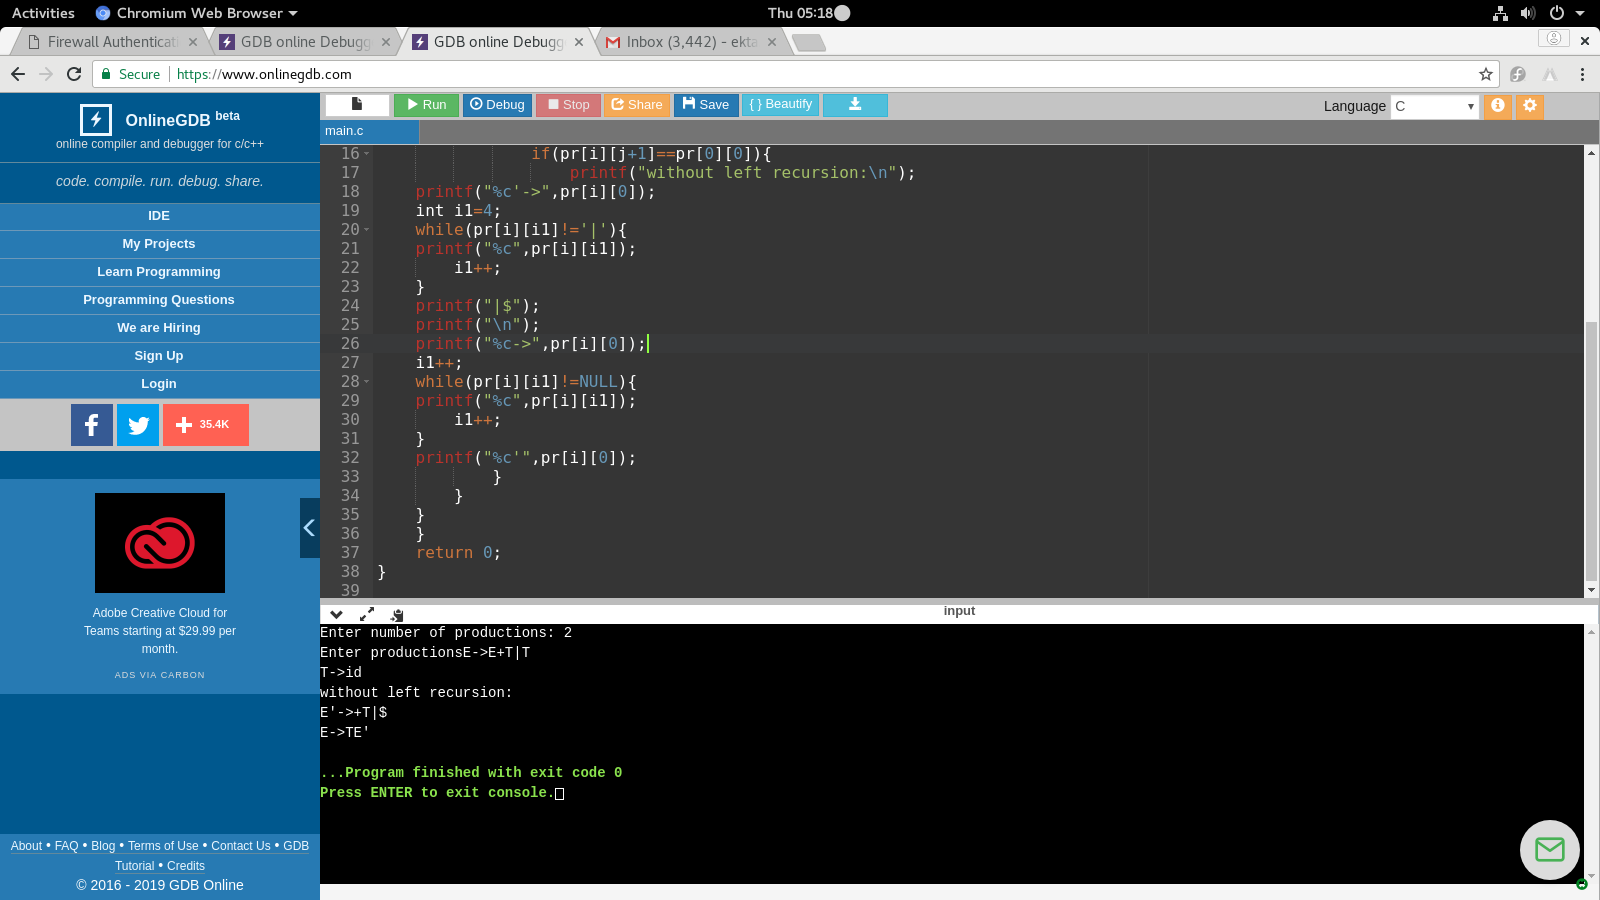 Activities Chromium Web Browser Thu 05:18
Firewall Authenticati GDB online Debugg GDB online Debugg Inbox (3,442) - ekta
Secure https://www.onlinegdb.com
OnlineGDB beta
online compiler and debugger for c/c++
code. compile. run. debug. share.
IDE
My Projects
Learn Programming
Programming Questions
We are Hiring
Sign Up
Login
35.4K
Adobe Creative Cloud for
Teams starting at $29.99 per
month.
ADS VIA CARBON
About • FAQ • Blog • Terms of Use • Contact Us • GDB
Tutorial • Credits
© 2016 - 2019 GDB Online
Run Debug Stop Share Save { } Beautify Language C
main.c
16 if(pr[i][j+1]==pr[0][0]){
17 printf("without left recursion:\n");
18 printf("%c'->",pr[i][0]);
19 int i1=4;
20 while(pr[i][i1]!='|'){
21 printf("%c",pr[i][i1]);
22 i1++;
23 }
24 printf("|$");
25 printf("\n");
26 printf("%c->",pr[i][0]);
27 i1++;
28 while(pr[i][i1]!=NULL){
29 printf("%c",pr[i][i1]);
30 i1++;
31 }
32 printf("%c'",pr[i][0]);
33 }
34 }
35 }
36 }
37 return 0;
38 }
39
input
Enter number of productions: 2
Enter productionsE->E+T|T
T->id
without left recursion:
E'->+T|$
E->TE'
...Program finished with exit code 0
Press ENTER to exit console.